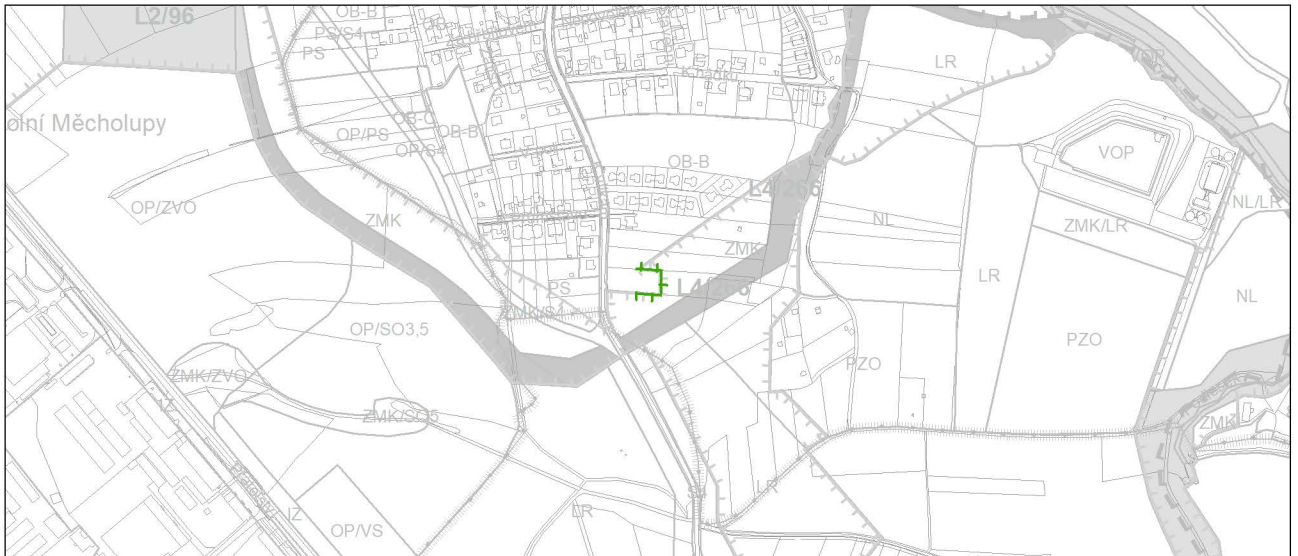 L2/96
OB-B
PS/S4
PS
LR
VOP
olní Měcholupy
OB-C
OP/PS
OB-B
OP/S4
OB-B
VOP
OP/ZVO
ZMK
L4/266
NL
NL/LR
ZMK
ZMK/LR
LR
PS
L4/266
NL
ZMK/S4
OP/SO3,5
PZO
PZO
ZMK/ZVO
IZ
ZMK/SO5
ZMK
S4
LR
IZ
LR
OP/VS